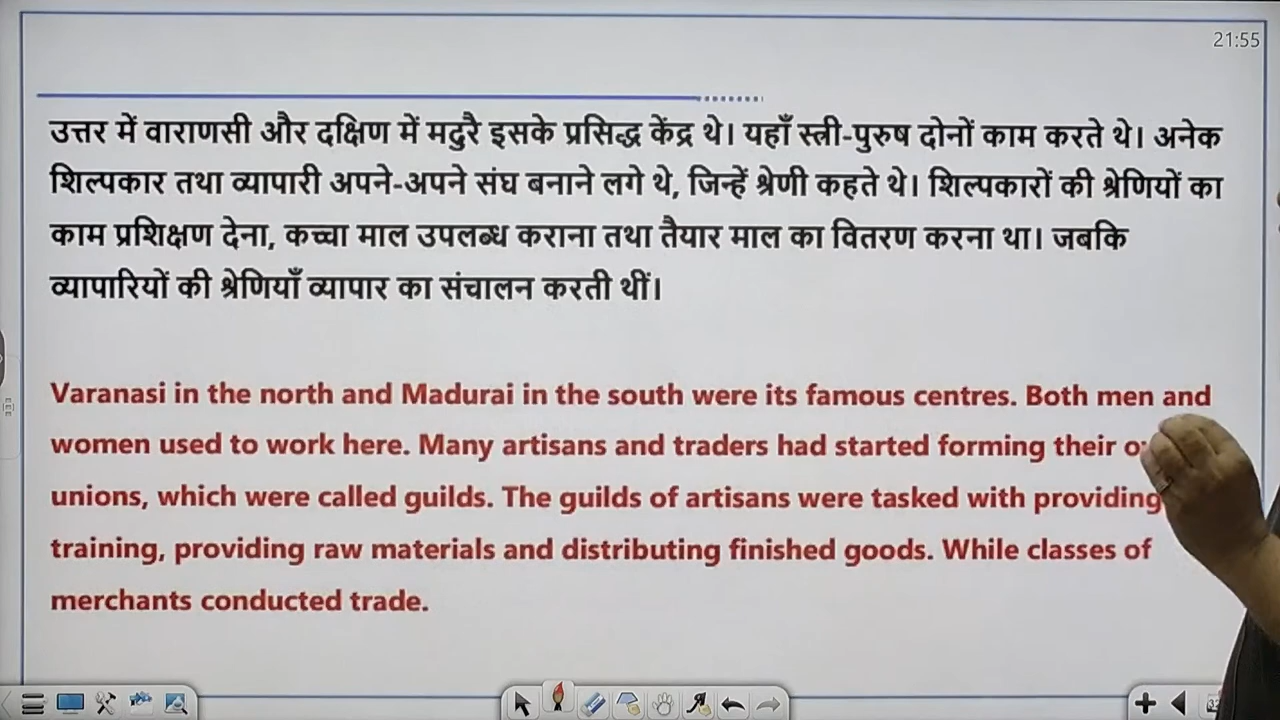 21:55
उत्तर में वाराणसी और दक्षिण में मदुरै इसके प्रसिद्ध केंद्र थे। यहाँ स्त्री-पुरुष दोनों काम करते थे। अनेक
शिल्पकार तथा व्यापारी अपने-अपने संघ बनाने लगे थे, जिन्हें श्रेणी कहते थे। शिल्पकारों की श्रेणियों का
काम प्रशिक्षण देना, कच्चा माल उपलब्ध कराना तथा तैयार माल का वितरण करना था। जबकि
व्यापारियों की श्रेणियाँ व्यापार का संचालन करती थीं।
Varanasi in the north and Madurai in the south were its famous centres. Both men and
women used to work here. Many artisans and traders had started forming their
unions, which were called guilds. The guilds of artisans were tasked with providing
training, providing raw materials and distributing finished goods. While classes of
merchants conducted trade.